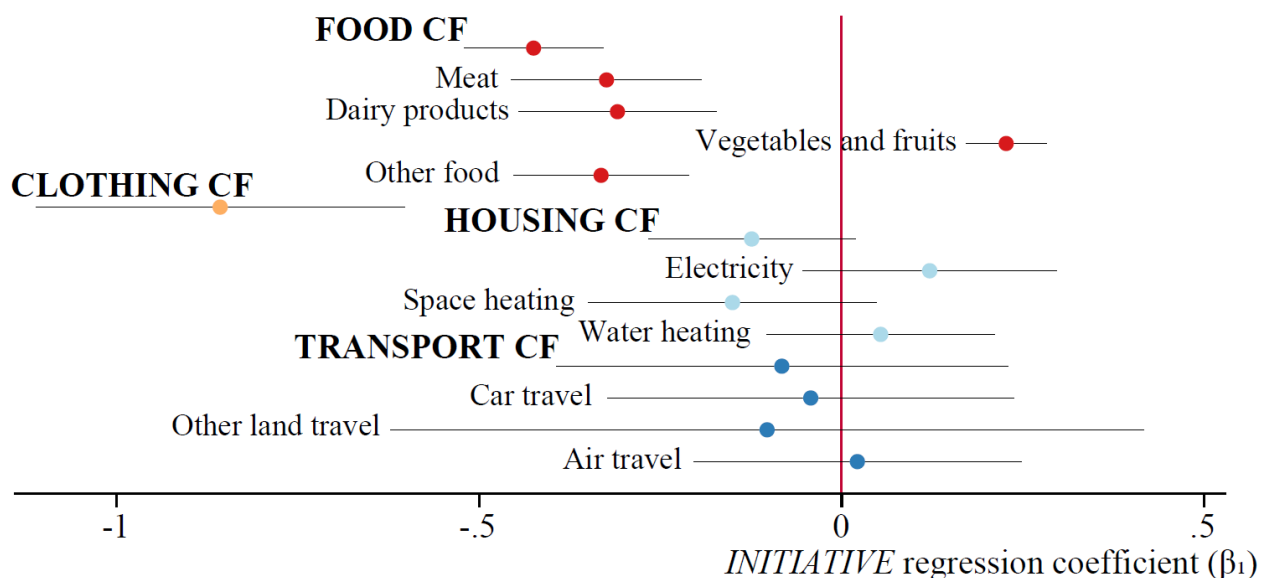 FOOD CF
Meat
Dairy products
Vegetables and fruits
Other food
CLOTHING CF
HOUSING CF
Electricity
Space heating
Water heating
TRANSPORT CF
Car travel
Other land travel
Air travel
-1 -.5 0 .5
INITIATIVE regression coefficient (β₁)